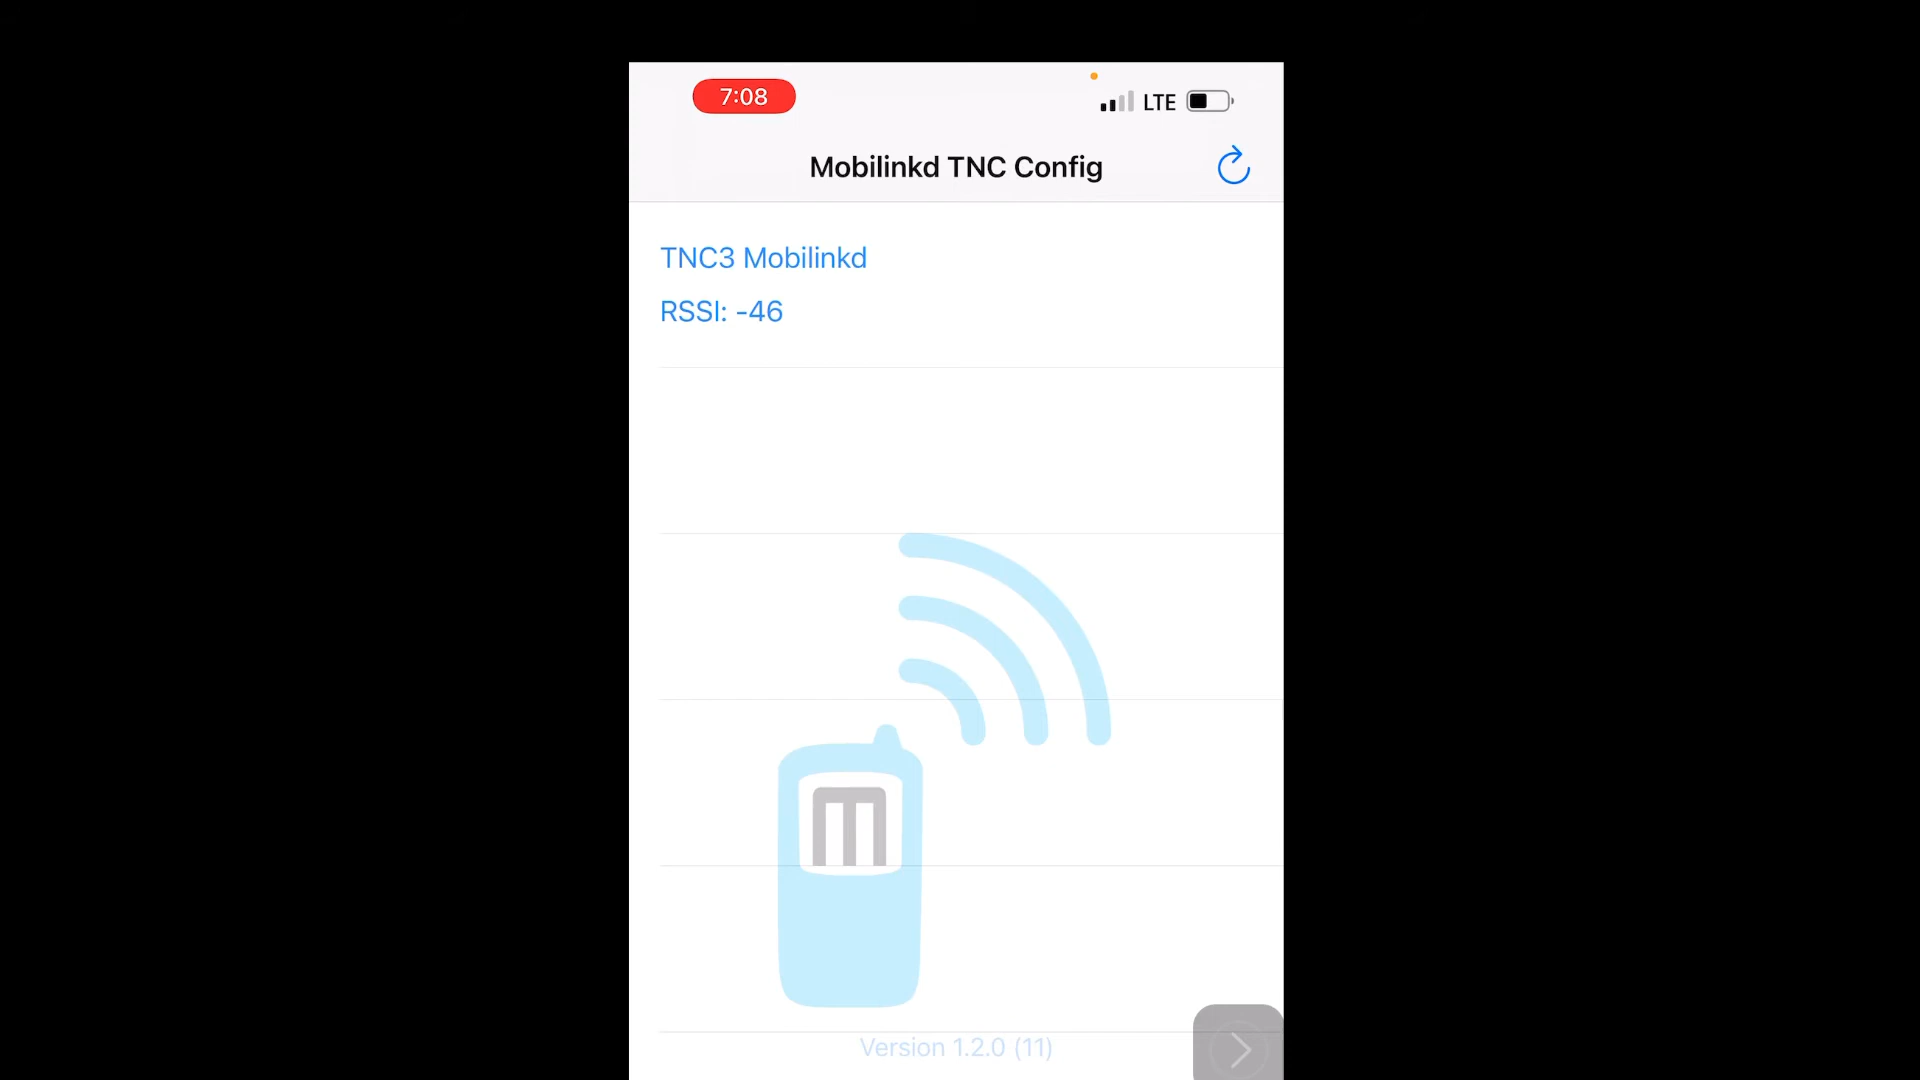 7:08
LTE
Mobilinkd TNC Config
TNC3 Mobilinkd
RSSI: -46
m
Version 1.2.0 (11)